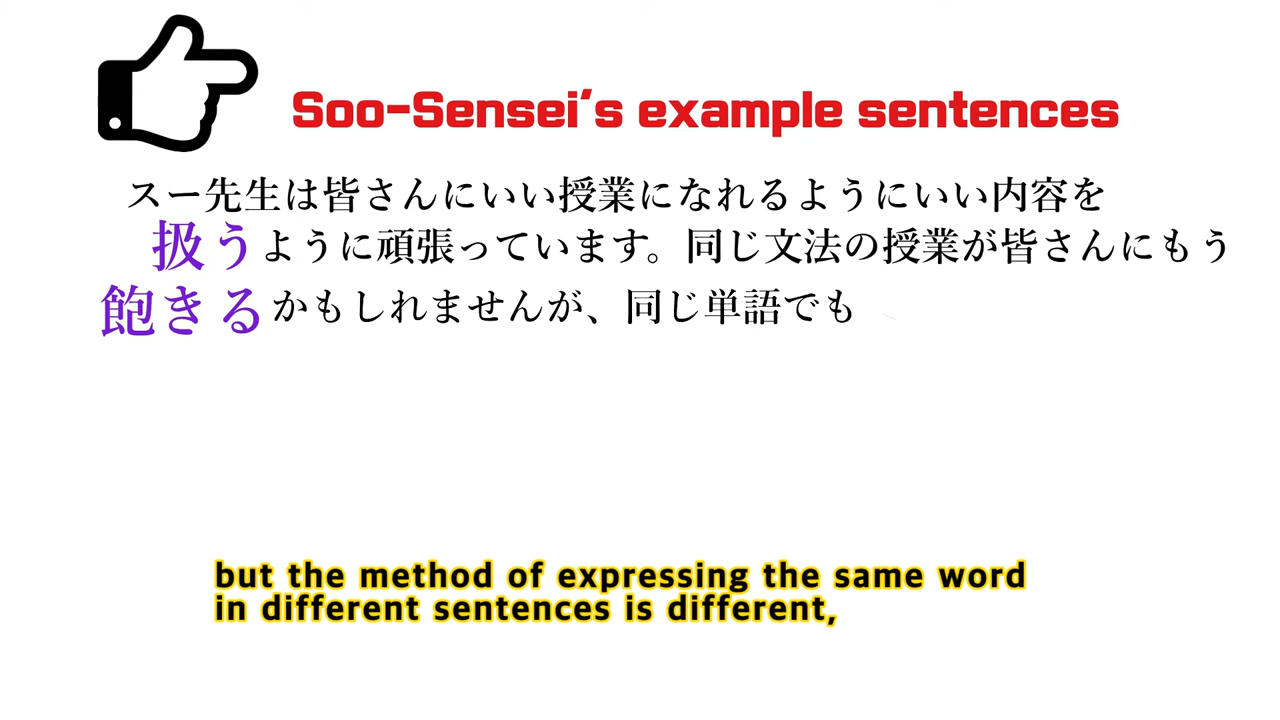 Soo-Sensei's example sentences
スー先生は皆さんにいい授業になれるようにいい内容を
扱うように頑張っています。同じ文法の授業が皆さんにもう
飽きるかもしれませんが、同じ単語でも
but the method of expressing the same word
in different sentences is different,